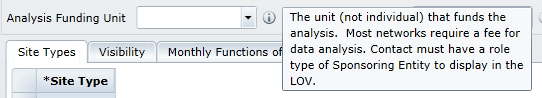 Analysis Funding Unit
The unit (not individual) that funds the
analysis.  Most networks require a fee for
data analysis. Contact must have a role
type of Sponsoring Entity to display in the
LOV.
Site Types
Visibility
Monthly Functions of
*Site Type